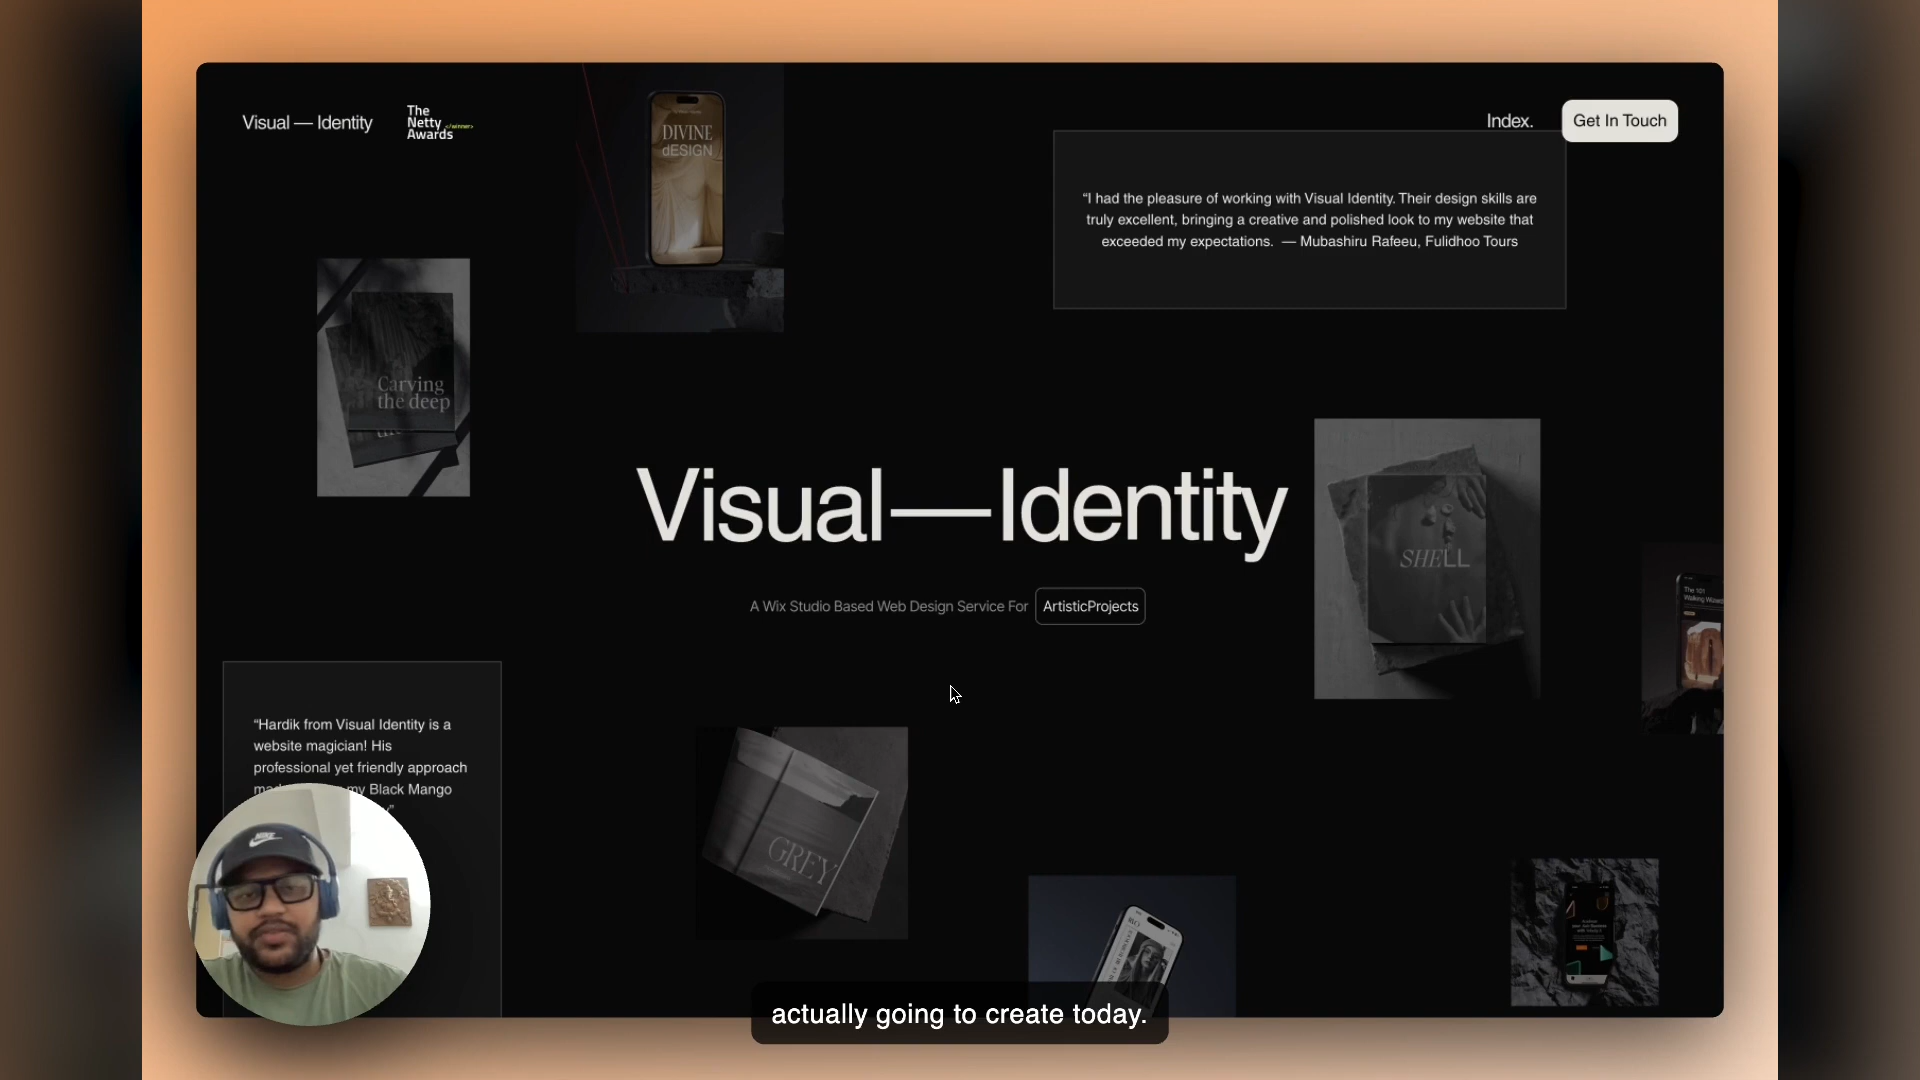 Visual — Identity
The
Netty
Awards
</winner>
Index.
Get In Touch
DIVINE
dESIGN
“I had the pleasure of working with Visual Identity. Their design skills are
truly excellent, bringing a creative and polished look to my website that
exceeded my expectations.  — Mubashiru Rafeeu, Fulidhoo Tours
Carving
the deep
Visual—Identity
SHELL
A Wix Studio Based Web Design Service For
ArtisticProjects
The 101
“Hardik from Visual Identity is a
website magician! His
professional yet friendly approach
my Black Mango
GREY
NIKE
actually going to create today.